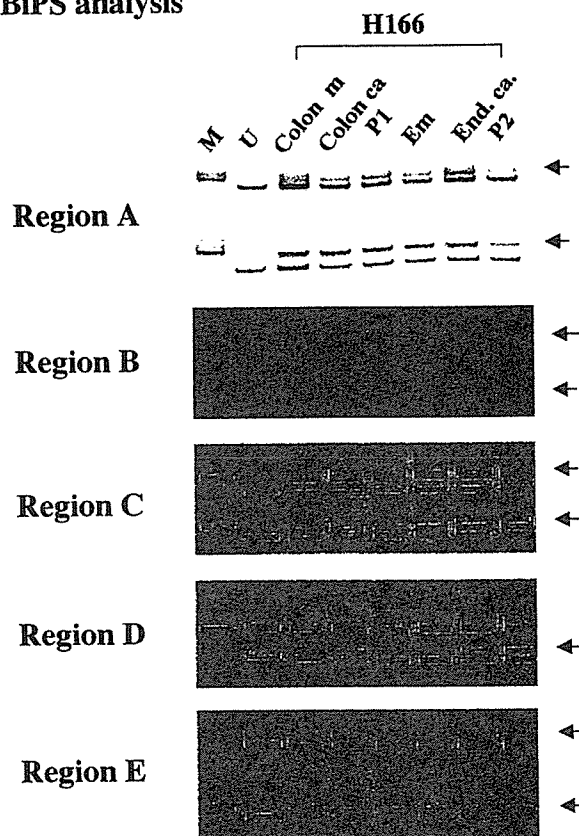 BiPS analysis
H166
M
U
Colon m
Colon ca
P1
Em
End. ca.
P2
Region A
Region B
Region C
Region D
Region E